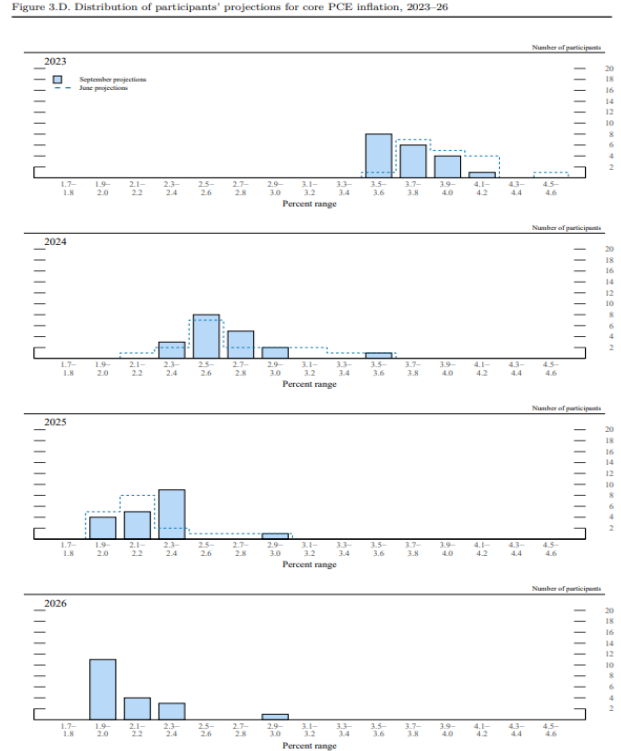 Figure 3.D. Distribution of participants' projections for core PCE inflation, 2023–26
Number of participants
2023
September projections
June projections
20
18
16
14
12
10
8
6
4
2
1.7– 1.9– 2.1– 2.3– 2.5– 2.7– 2.9– 3.1– 3.3– 3.5– 3.7– 3.9– 4.1– 4.3– 4.5–
1.8 2.0 2.2 2.4 2.6 2.8 3.0 3.2 3.4 3.6 3.8 4.0 4.2 4.4 4.6
Percent range
Number of participants
2024
20
18
16
14
12
10
8
6
4
2
1.7– 1.9– 2.1– 2.3– 2.5– 2.7– 2.9– 3.1– 3.3– 3.5– 3.7– 3.9– 4.1– 4.3– 4.5–
1.8 2.0 2.2 2.4 2.6 2.8 3.0 3.2 3.4 3.6 3.8 4.0 4.2 4.4 4.6
Percent range
Number of participants
2025
20
18
16
14
12
10
8
6
4
2
1.7– 1.9– 2.1– 2.3– 2.5– 2.7– 2.9– 3.1– 3.3– 3.5– 3.7– 3.9– 4.1– 4.3– 4.5–
1.8 2.0 2.2 2.4 2.6 2.8 3.0 3.2 3.4 3.6 3.8 4.0 4.2 4.4 4.6
Percent range
Number of participants
2026
20
18
16
14
12
10
8
6
4
2
1.7– 1.9– 2.1– 2.3– 2.5– 2.7– 2.9– 3.1– 3.3– 3.5– 3.7– 3.9– 4.1– 4.3– 4.5–
1.8 2.0 2.2 2.4 2.6 2.8 3.0 3.2 3.4 3.6 3.8 4.0 4.2 4.4 4.6
Percent range